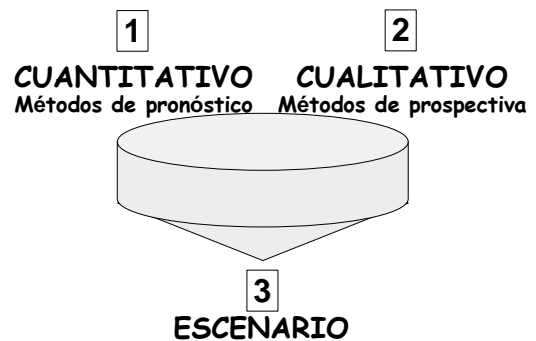 1
CUANTITATIVO
Métodos de pronóstico
2
CUALITATIVO
Métodos de prospectiva
3
ESCENARIO